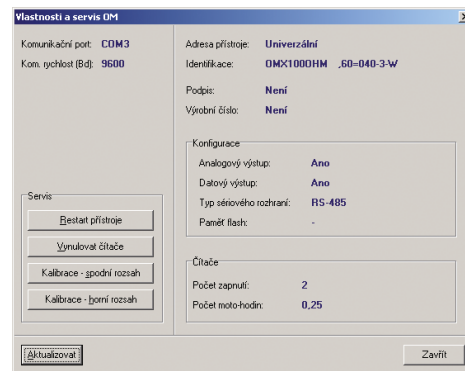 Vlastnosti a servis OM
Komunikační port: COM3
Kom. rychlost (Bd): 9600
Adresa přístroje: Univerzální
Identifikace: OMX100OHM ,60=040-3-W
Podpis: Není
Výrobní číslo: Není
Konfigurace
Analogový výstup: Ano
Datový výstup: Ano
Typ sériového rozhraní: RS-485
Paměť flash: -
Servis
Restart přístroje
Vynulovat čítače
Kalibrace - spodní rozsah
Kalibrace - horní rozsah
Čítače
Počet zapnutí: 2
Počet moto-hodin: 0,25
Aktualizovat
Zavřít